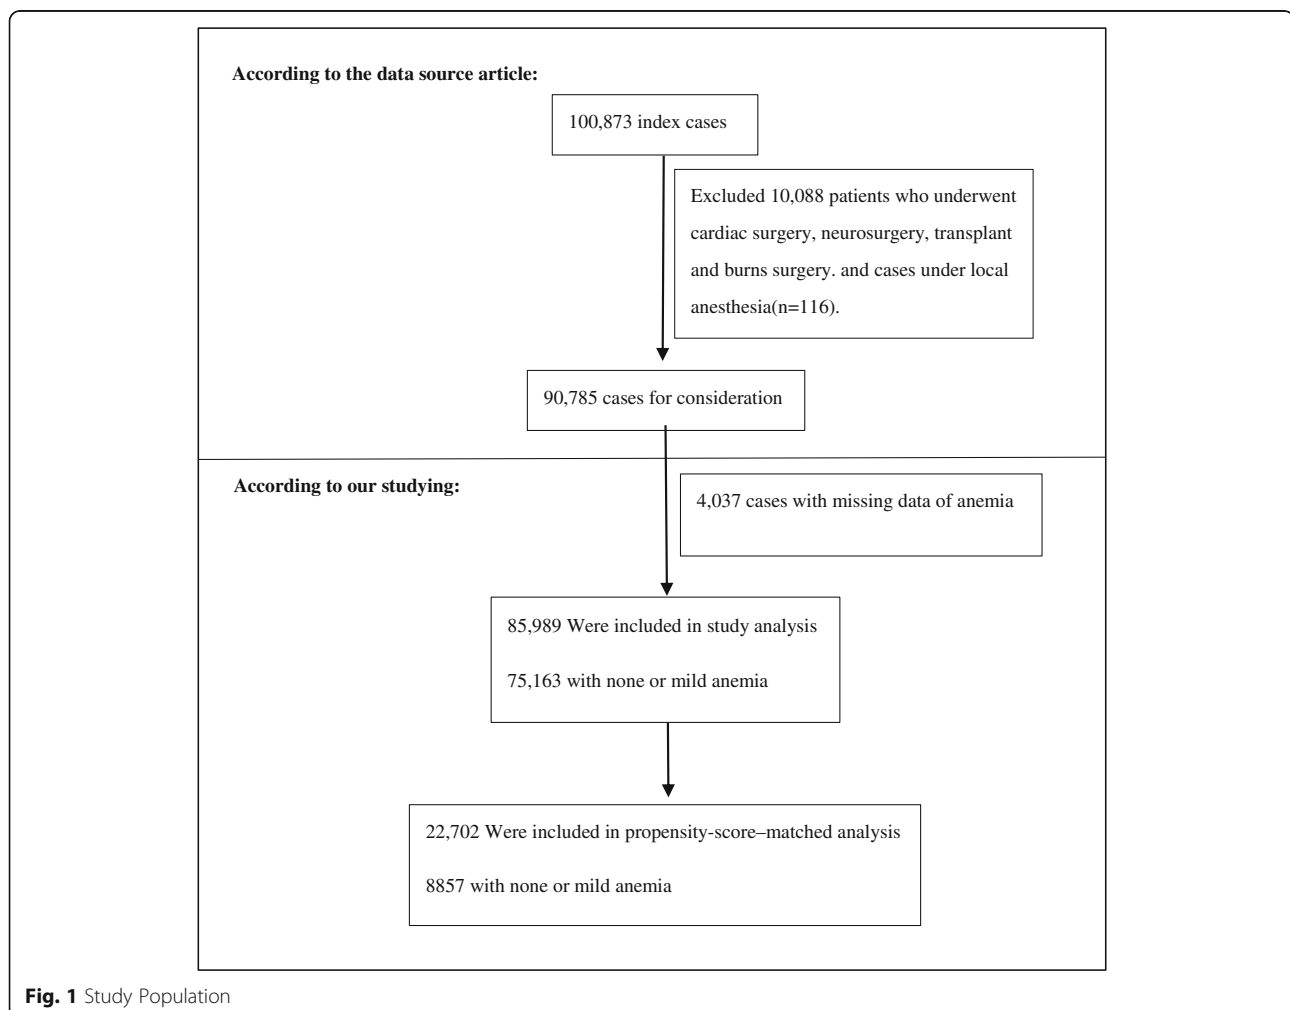 According to the data source article:
100,873 index cases
Excluded 10,088 patients who underwent
cardiac surgery, neurosurgery, transplant
and burns surgery. and cases under local
anesthesia(n=116).
90,785 cases for consideration
According to our studying:
4,037 cases with missing data of anemia
85,989 Were included in study analysis
75,163 with none or mild anemia
22,702 Were included in propensity-score–matched analysis
8857 with none or mild anemia
Fig. 1 Study Population